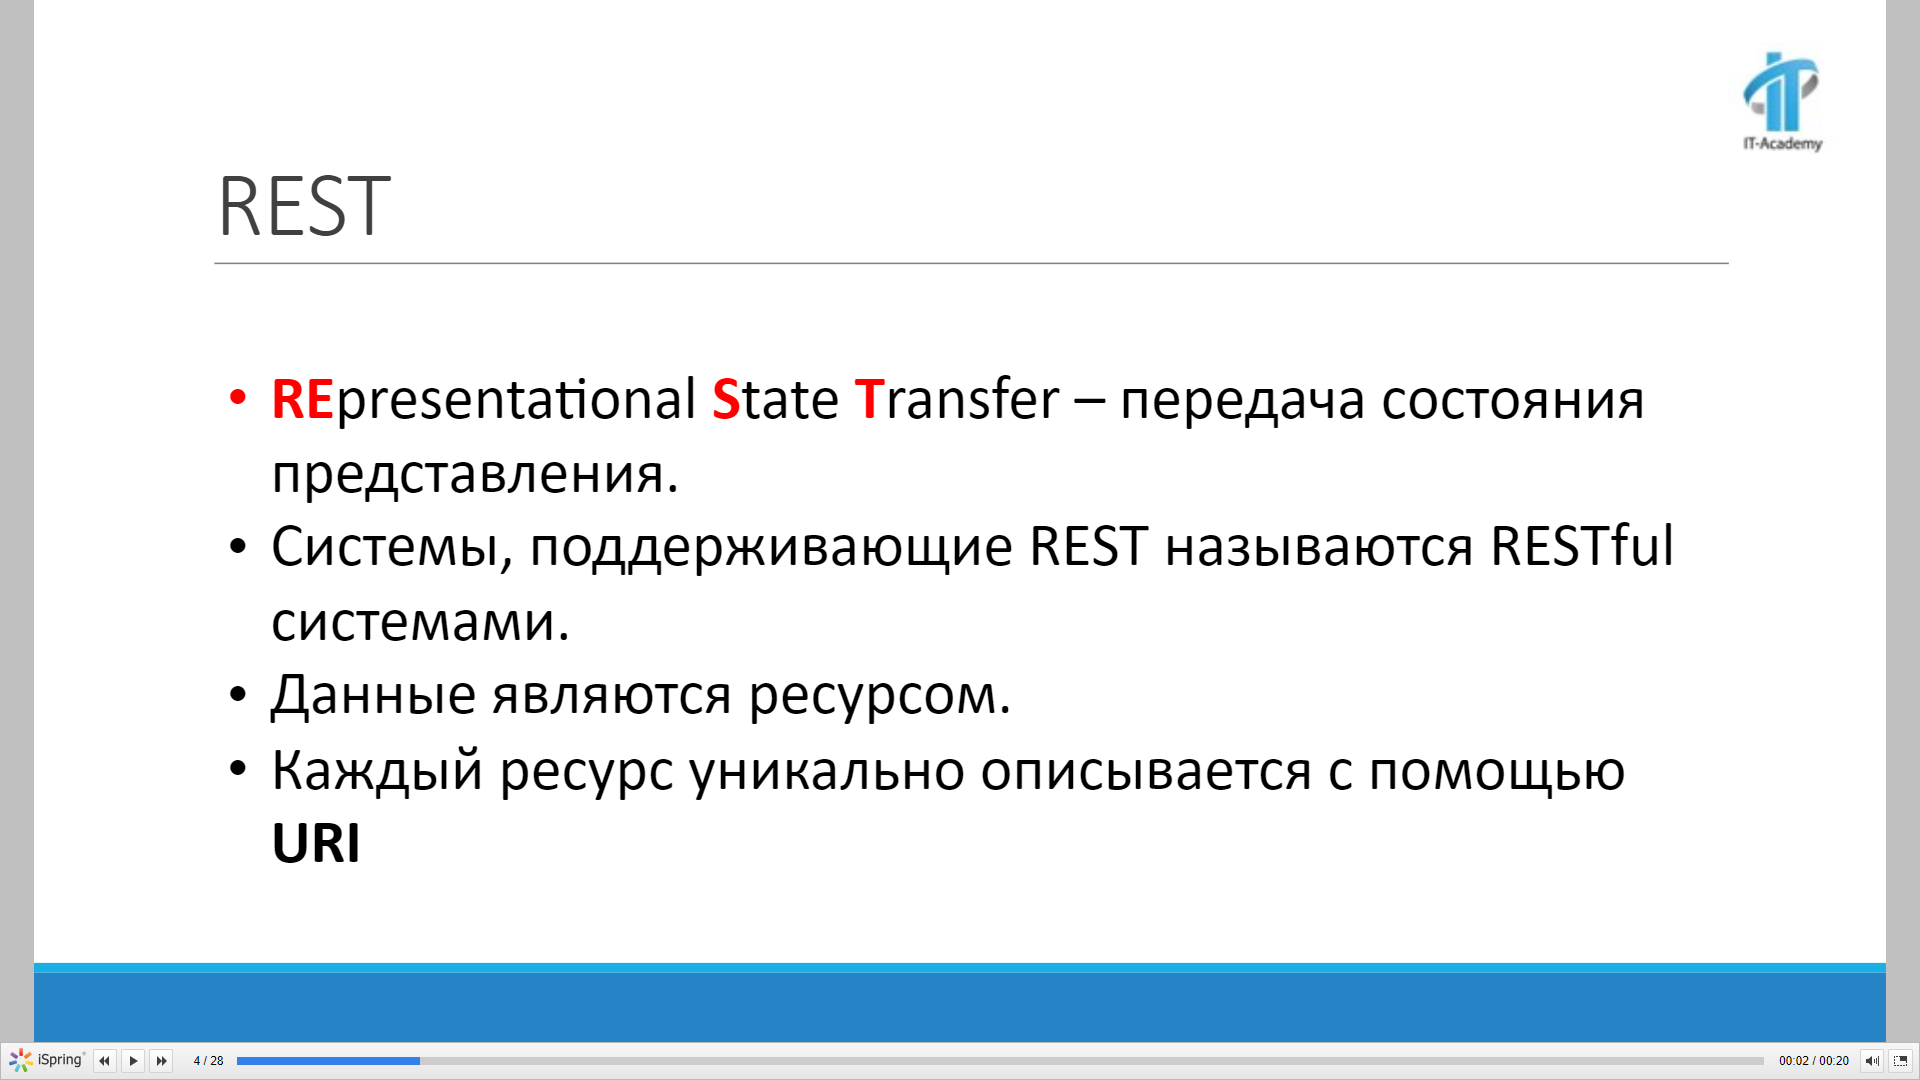 IT-Academy
REST
• REpresentational State Transfer – передача состояния
представления.
• Системы, поддерживающие REST называются RESTful
системами.
• Данные являются ресурсом.
• Каждый ресурс уникально описывается с помощью
URI
iSpring 4 / 28 00:02 / 00:20